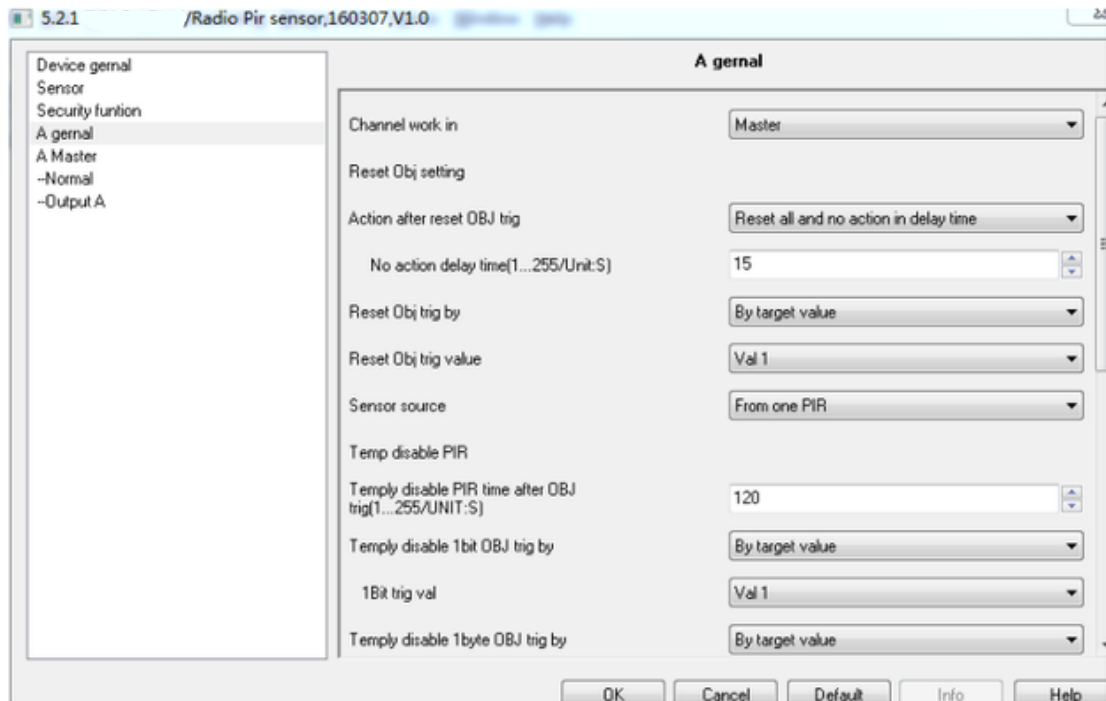 5.2.1 /Radio Pir sensor,160307,V1.0
Device gernal
Sensor
Security funtion
A gernal
A Master
--Normal
--Output A
A gernal
Channel work in Master
Reset Obj setting
Action after reset OBJ trig Reset all and no action in delay time
No action delay time(1...255/Unit:S) 15
Reset Obj trig by By target value
Reset Obj trig value Val 1
Sensor source From one PIR
Temp disable PIR
Temply disable PIR time after OBJ
trig(1...255/UNIT:S) 120
Temply disable 1bit OBJ trig by By target value
1Bit trig val Val 1
Temply disable 1byte OBJ trig by By target value
OK Cancel Default Info Help